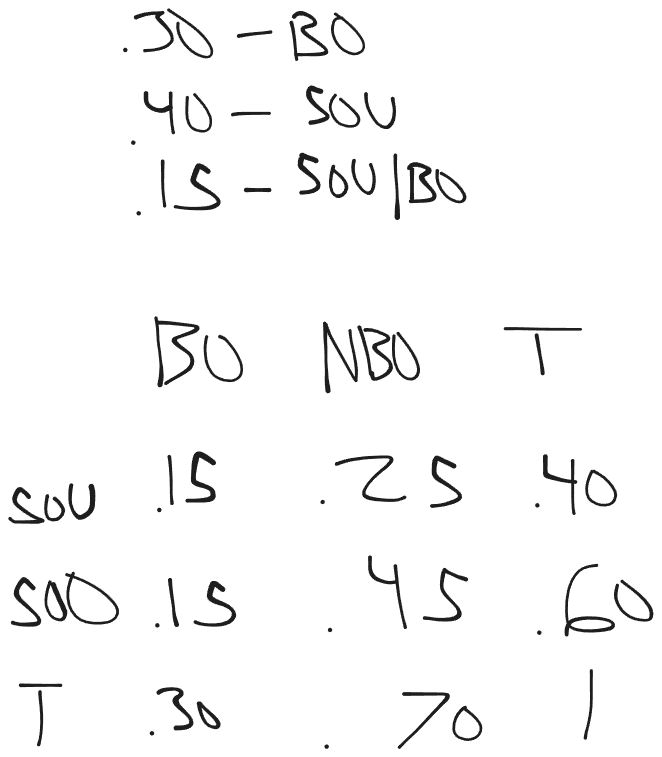 .30 - BO
.40 - SOU
.15 - SOU|BO
BO NBO T
SOU .15 .25 .40
SOO .15 .45 .60
T .30 .70 1